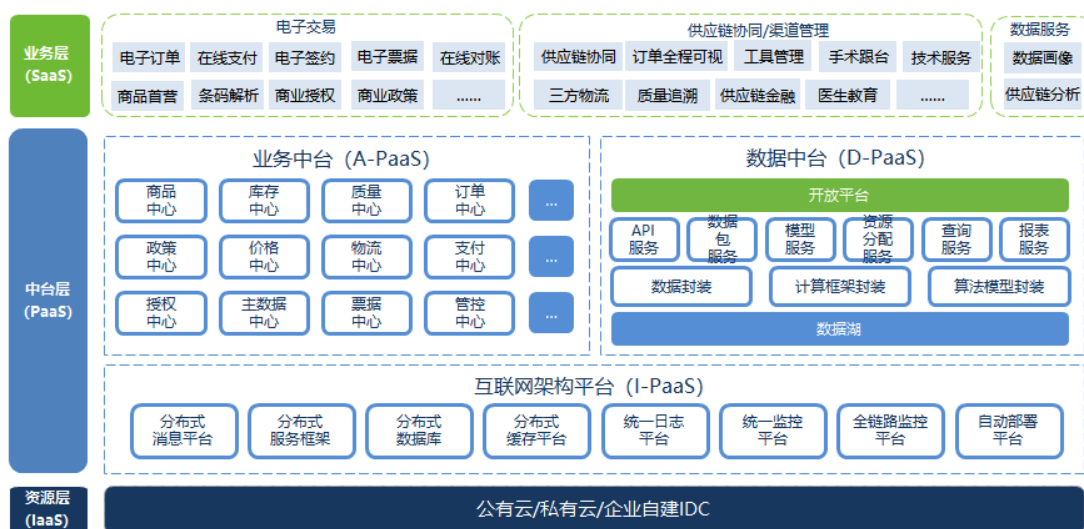 业务层
(SaaS)
电子交易
电子订单 在线支付 电子签约 电子票据 在线对账
商品首营 条码解析 商业授权 商业政策 ......
供应链协同/渠道管理
供应链协同 订单全程可视 工具管理 手术跟台 技术服务
三方物流 质量追溯 供应链金融 医生教育 ......
数据服务
数据画像
供应链分析
中台层
(PaaS)
业务中台（A-PaaS）
商品
中心
库存
中心
质量
中心
订单
中心
...
政策
中心
价格
中心
物流
中心
支付
中心
...
授权
中心
主数据
中心
票据
中心
管控
中心
...
数据中台（D-PaaS）
开放平台
API
服务
数据
包
服务
模型
服务
资源
分配
服务
查询
服务
报表
服务
数据封装 计算框架封装 算法模型封装
数据湖
互联网架构平台（I-PaaS）
分布式
消息平台
分布式
服务框架
分布式
数据库
分布式
缓存平台
统一日志
平台
统一监控
平台
全链路监控
平台
自动部署
平台
资源层
(IaaS)
公有云/私有云/企业自建IDC